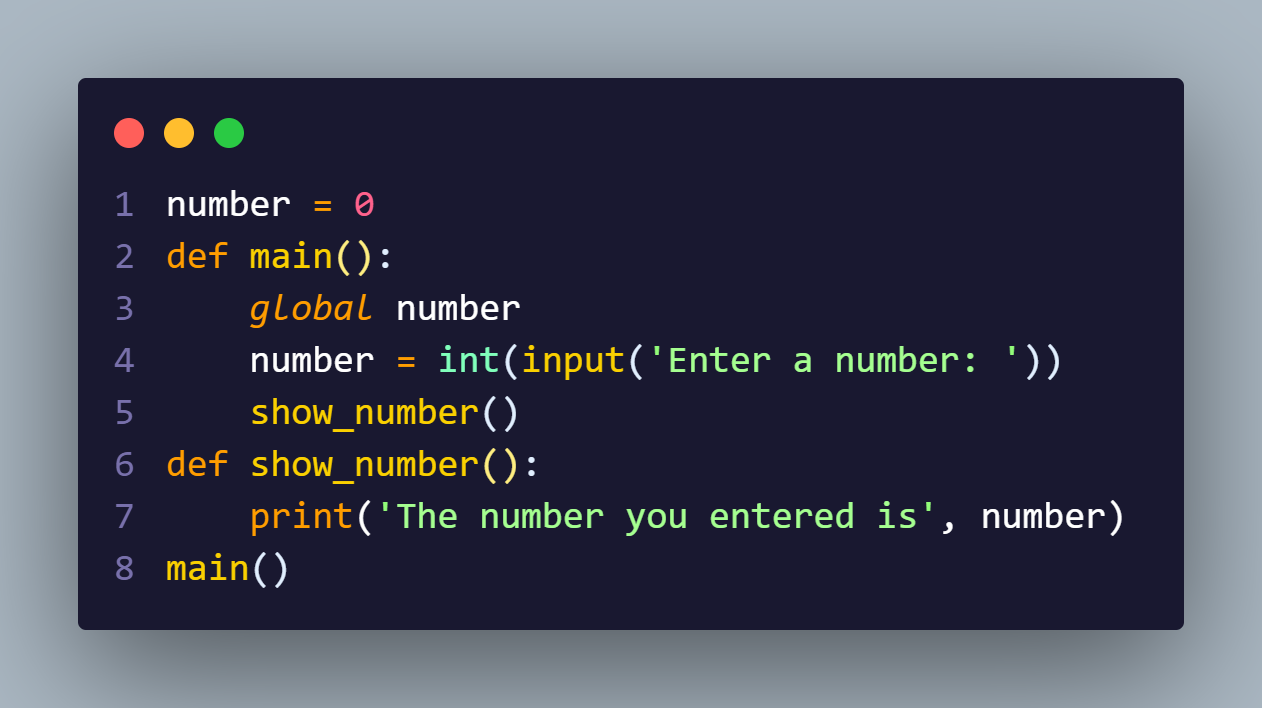 1 number = 0
2 def main():
3     global number
4     number = int(input('Enter a number: '))
5     show_number()
6 def show_number():
7     print('The number you entered is', number)
8 main()